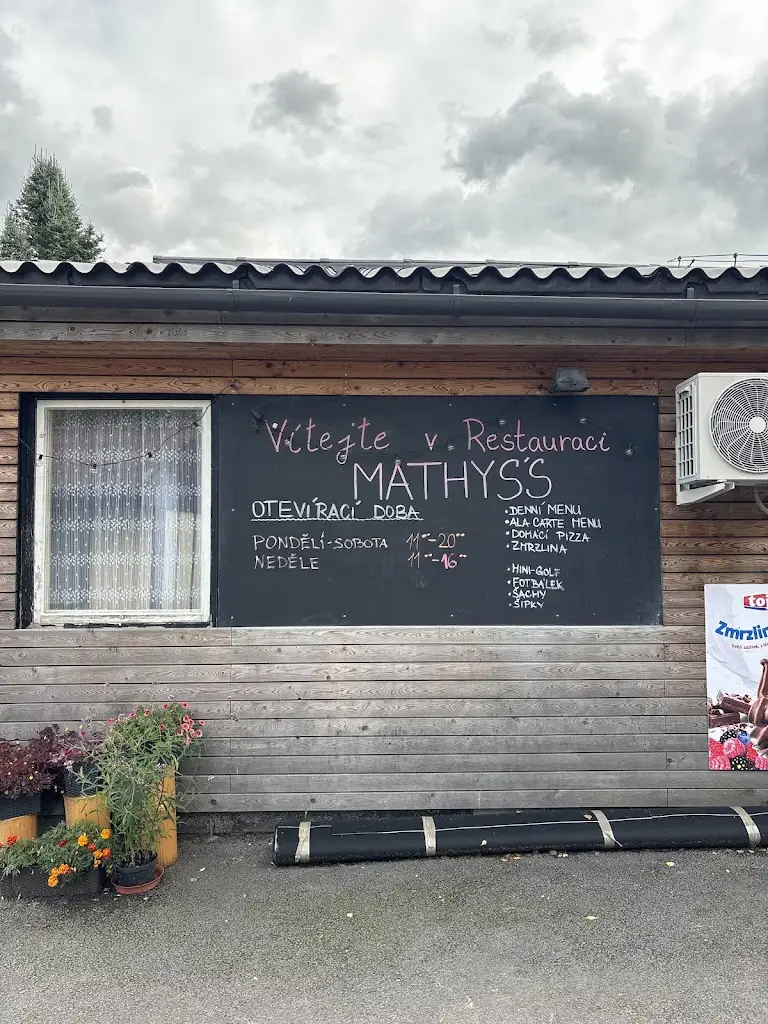 Vítejte v Restauraci
MATHYS'S
OTEVÍRACÍ DOBA
PONDĚLÍ-SOBOTA 11⁰⁰-20⁰⁰
NEDĚLE 11⁰⁰-16⁰⁰
•DENNÍ MENU
•ALA CARTE MENU
•DOMÁCÍ PIZZA
•ZMRZLINA
•MINI-GOLF
•FOTBÁLEK
•ŠACHY
•ŠIPKY
Zmrzlin